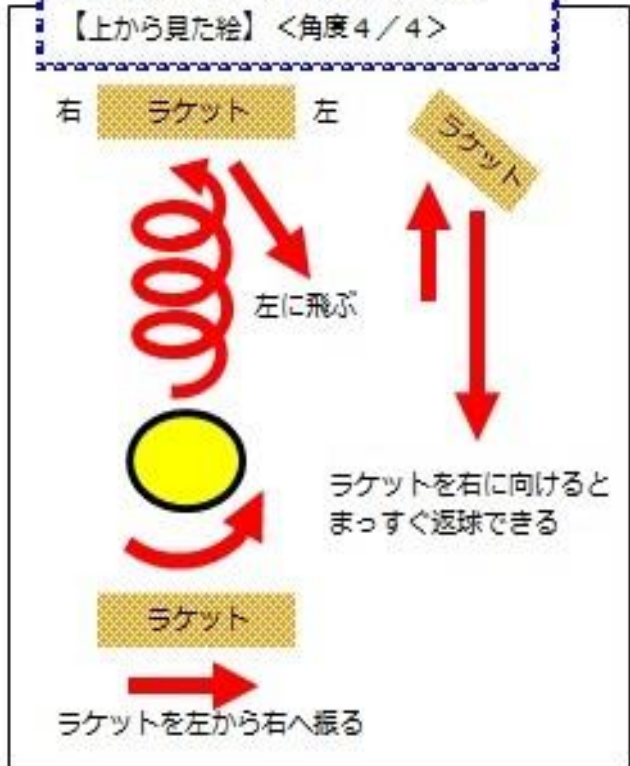 【上から見た絵】＜角度４／４＞
右 ラケット 左
ラケット
左に飛ぶ
ラケットを右に向けると
まっすぐ返球できる
ラケット
ラケットを左から右へ振る